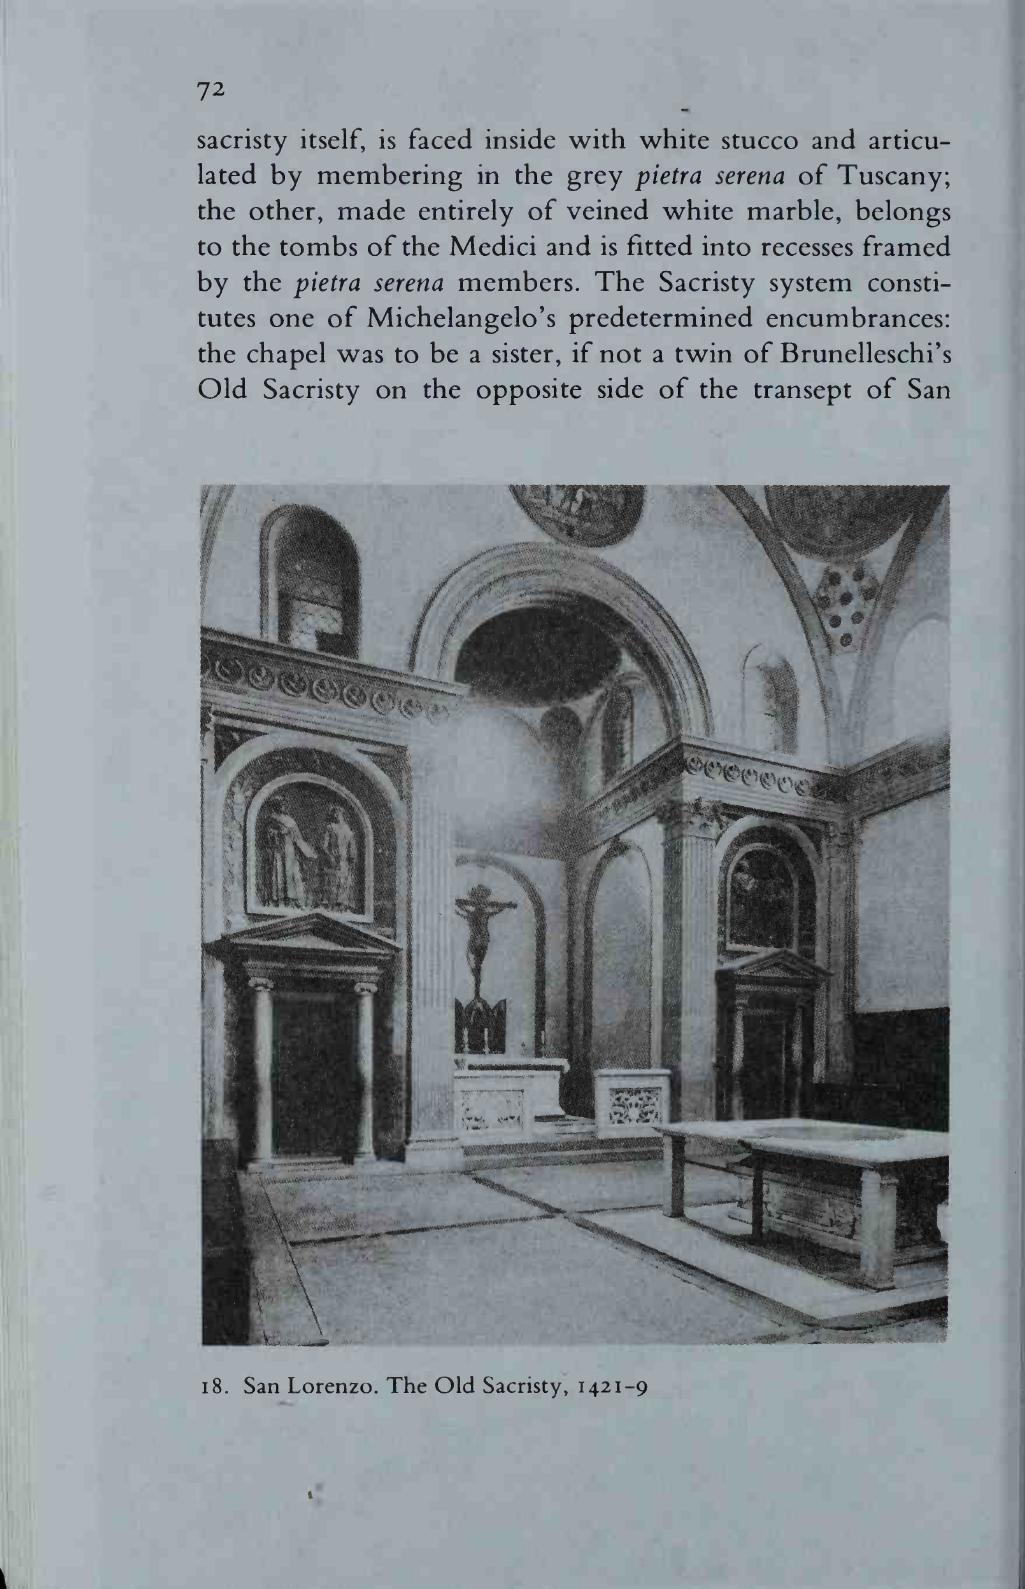 72
sacristy itself, is faced inside with white stucco and articu-
lated by membering in the grey pietra serena of Tuscany;
the other, made entirely of veined white marble, belongs
to the tombs of the Medici and is fitted into recesses framed
by the pietra serena members. The Sacristy system consti-
tutes one of Michelangelo's predetermined encumbrances:
the chapel was to be a sister, if not a twin of Brunelleschi's
Old Sacristy on the opposite side of the transept of San
18. San Lorenzo. The Old Sacristy, 1421-9